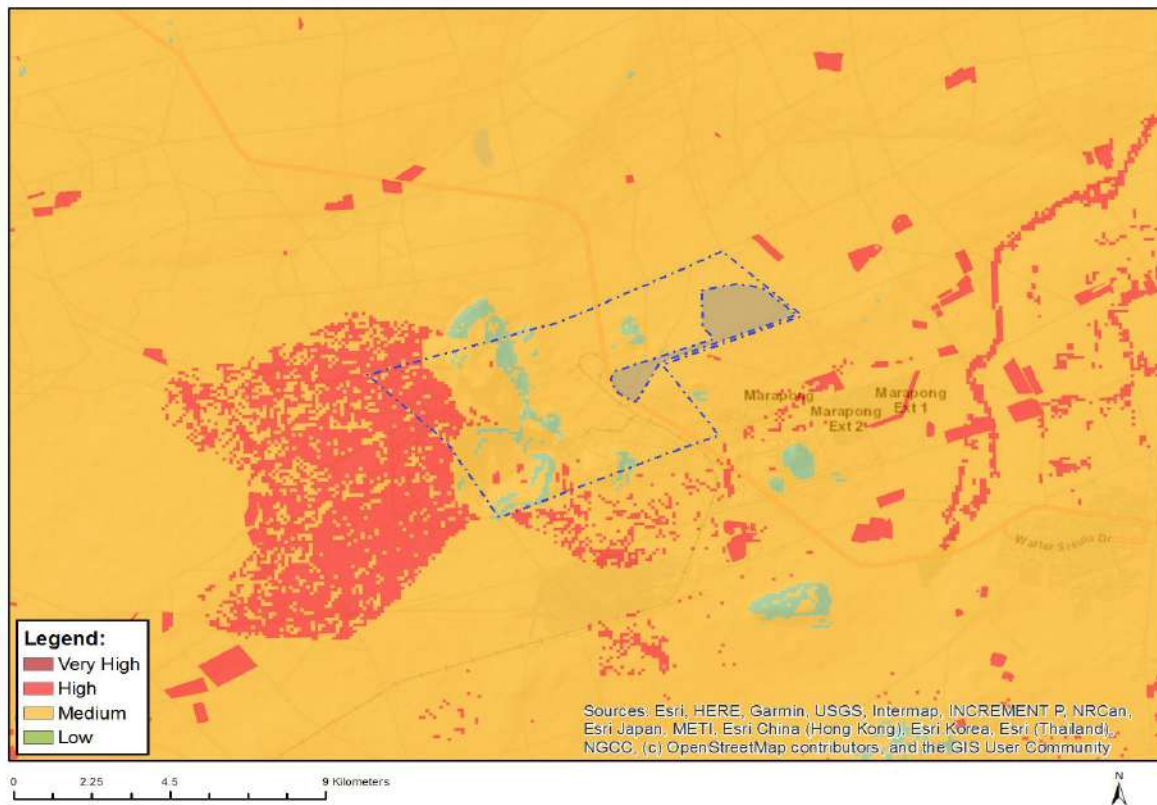 Marapong
Marapong
Ext 1
Marapong
Ext 2
Walter Sisulu Dr
Legend:
Very High
High
Medium
Low
Sources: Esri, HERE, Garmin, USGS, Intermap, INCREMENT P, NRCan,
Esri Japan, METI, Esri China (Hong Kong), Esri Korea, Esri (Thailand),
NGCC, (c) OpenStreetMap contributors, and the GIS User Community
0 2.25 4.5 9 Kilometers
N